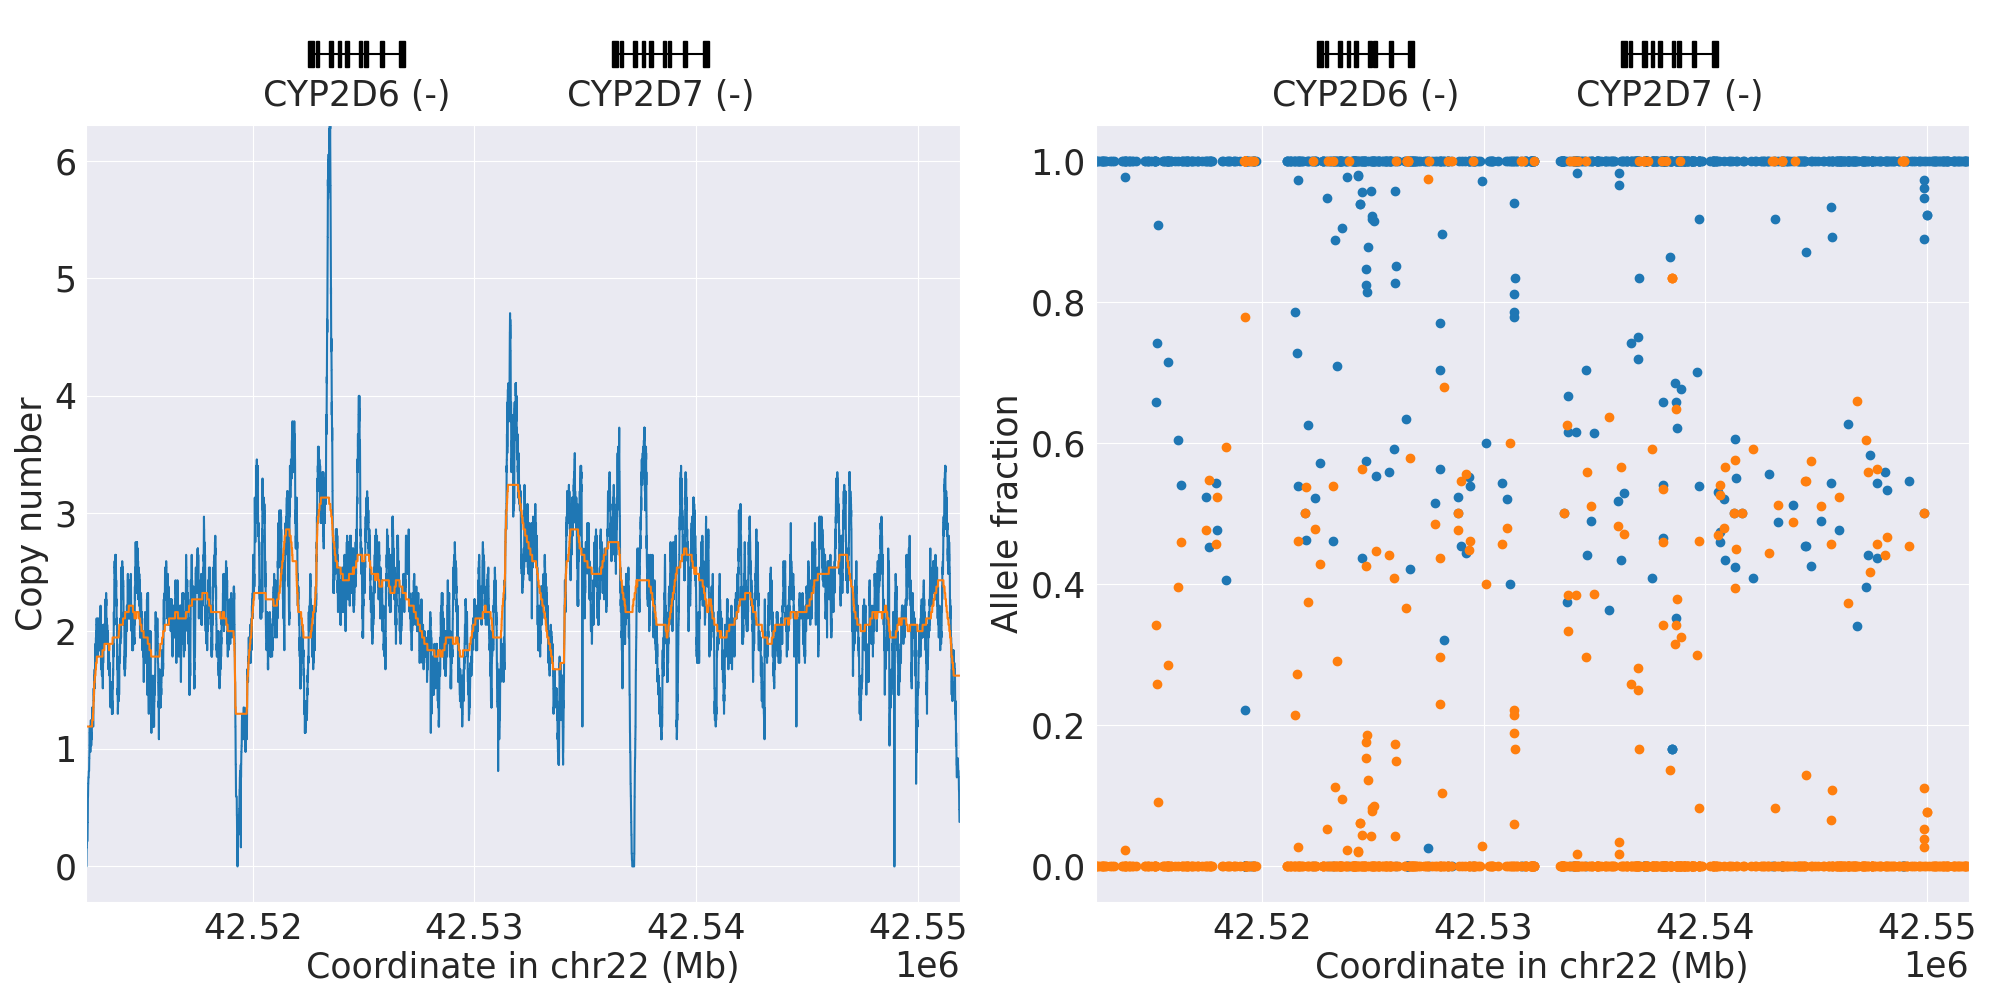 CYP2D6 (-) CYP2D7 (-)
6
5
4
3
2
1
0
Copy number
42.52 42.53 42.54 42.55
Coordinate in chr22 (Mb) 1e6
CYP2D6 (-) CYP2D7 (-)
1.0
0.8
0.6
0.4
0.2
0.0
Allele fraction
42.52 42.53 42.54 42.55
Coordinate in chr22 (Mb) 1e6